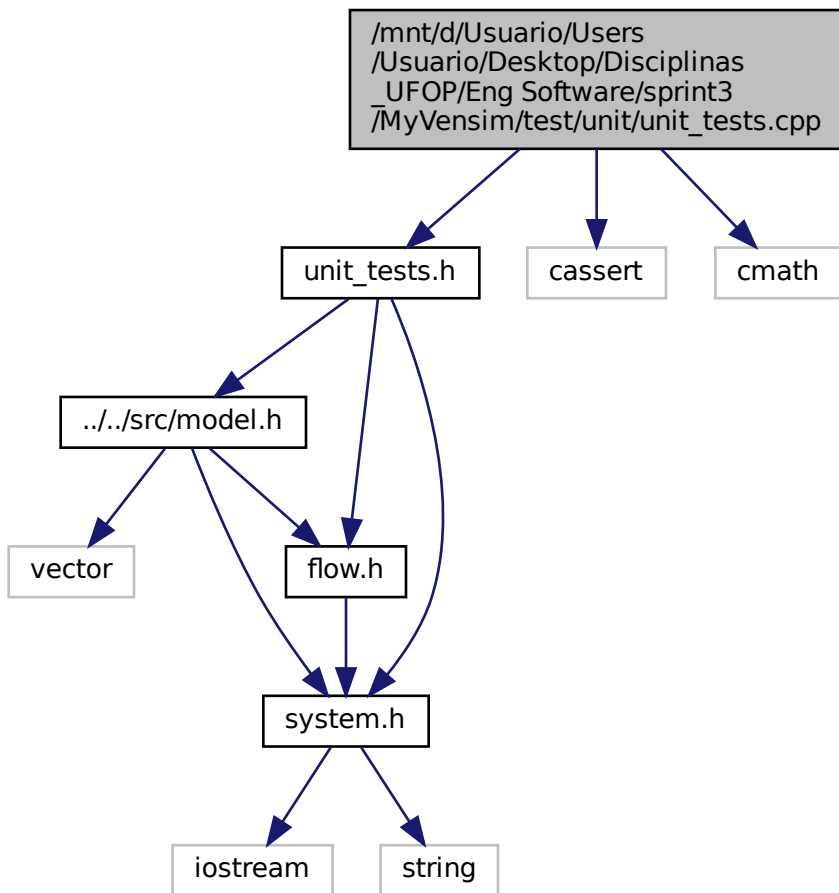 /mnt/d/Usuario/Users
/Usuario/Desktop/Disciplinas
_UFOP/Eng Software/sprint3
/MyVensim/test/unit/unit_tests.cpp
unit_tests.h
cassert
cmath
../../src/model.h
vector
flow.h
system.h
iostream
string